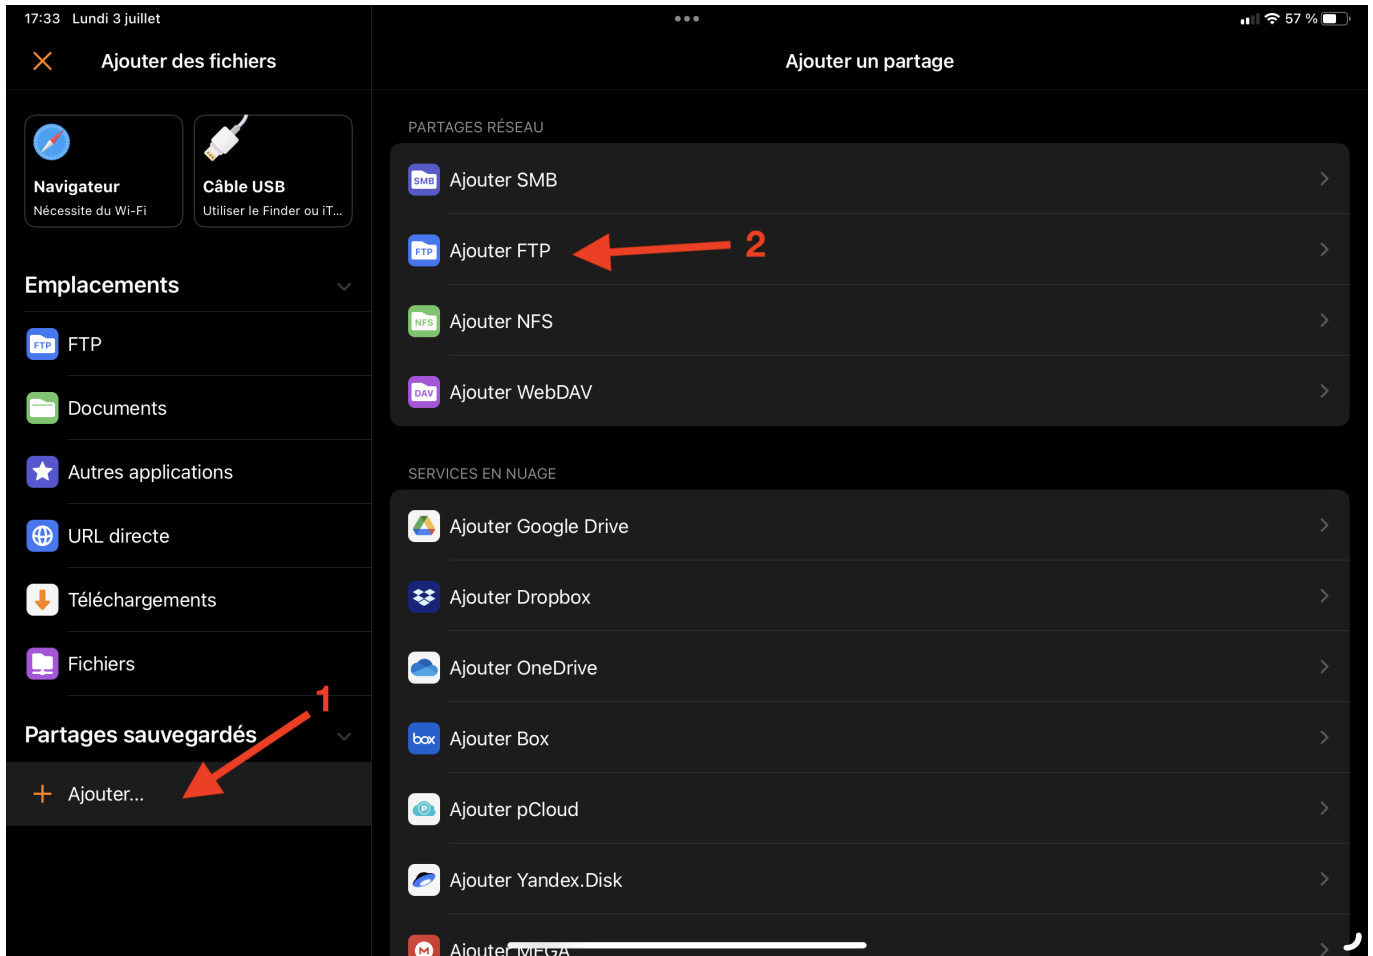 17:33 Lundi 3 juillet
57 %
Ajouter des fichiers
Ajouter un partage
Navigateur
Nécessite du Wi-Fi
Câble USB
Utiliser le Finder ou iT...
Emplacements
FTP FTP
Documents
Autres applications
URL directe
Téléchargements
Fichiers
1
Partages sauvegardés
Ajouter...
PARTAGES RÉSEAU
SMB Ajouter SMB
FTP Ajouter FTP
2
NFS Ajouter NFS
DAV Ajouter WebDAV
SERVICES EN NUAGE
Ajouter Google Drive
Ajouter Dropbox
Ajouter OneDrive
box Ajouter Box
P Ajouter pCloud
Ajouter Yandex.Disk
M Ajouter MEGA